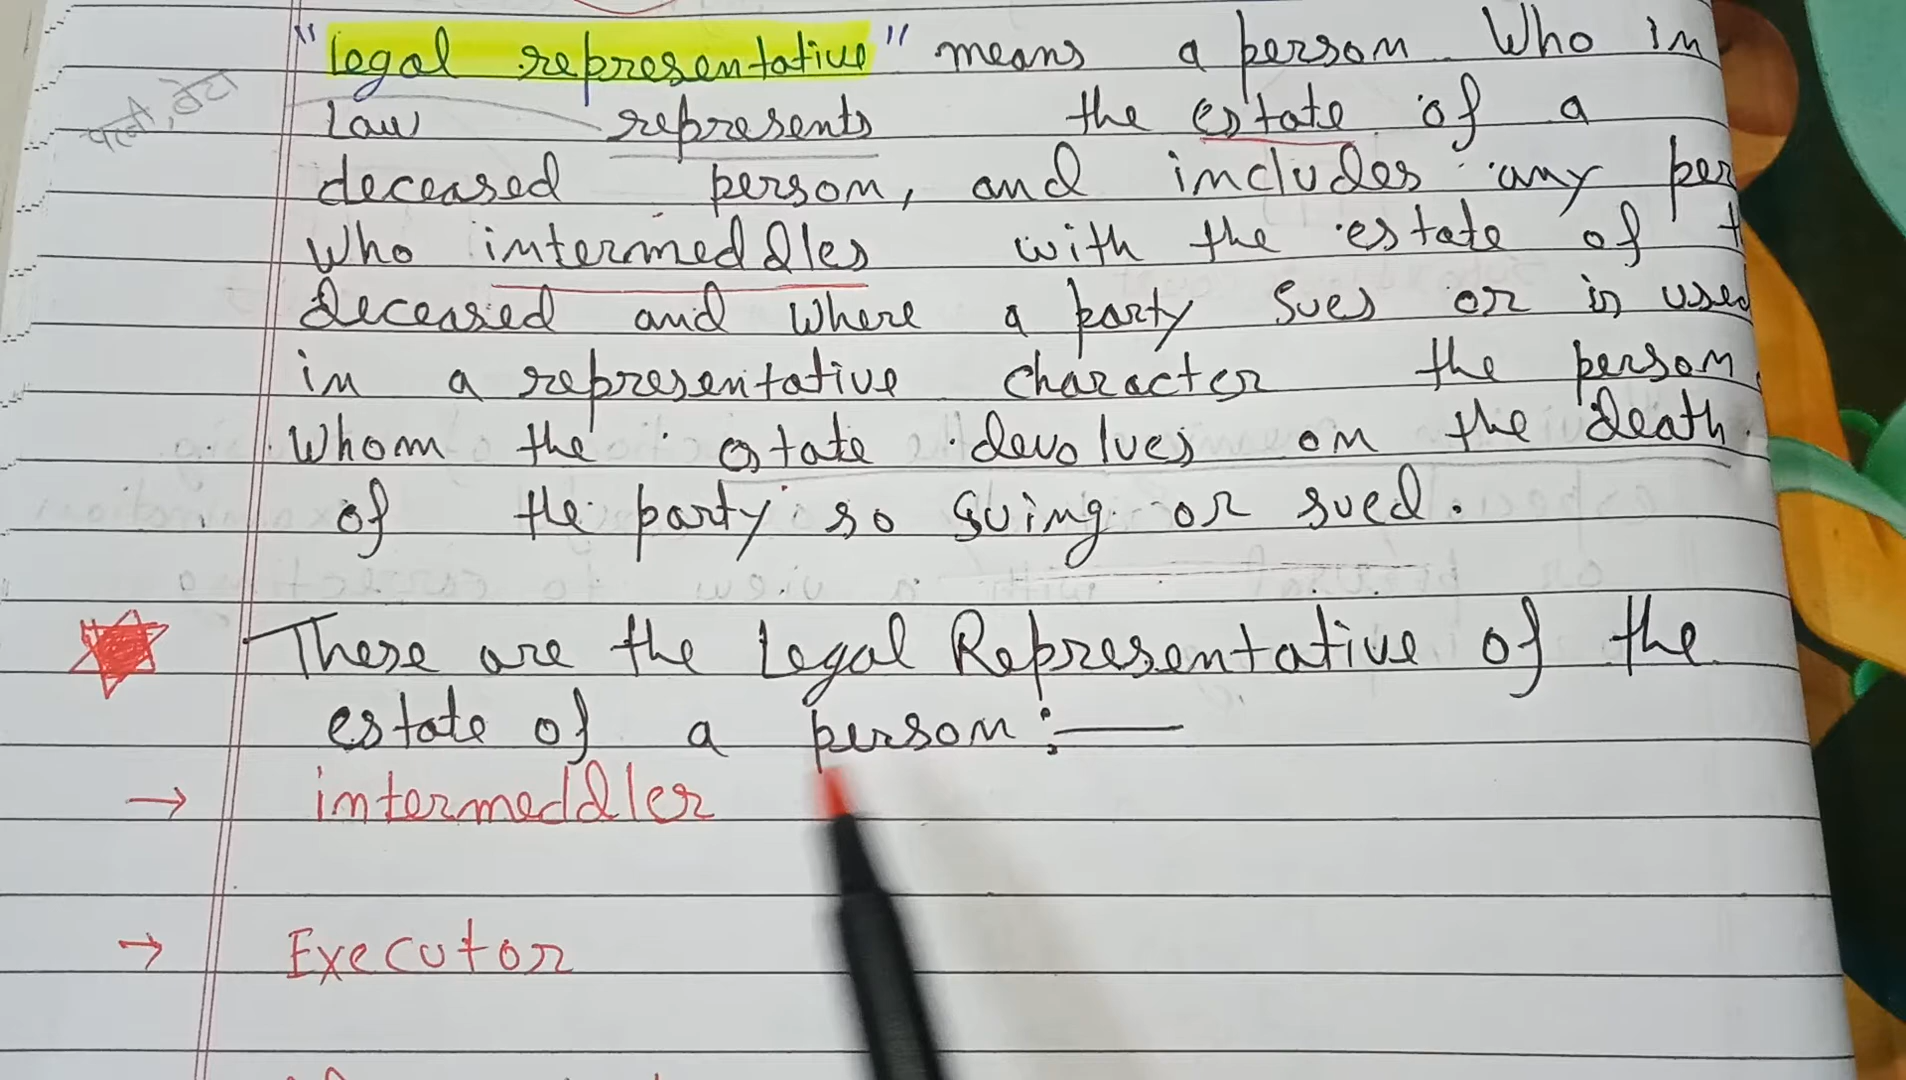 "legal representative" means a person Who in
पत्नी, बेटा
Law represents the estate of a
deceased person, and includes any per
Who intermeddles with the estate of t
deceased and where a party sues or is used
in a representative character the person
Whom the estate devolves on the death
of the party so suing or sued.
These are the Legal Representative of the
estate of a person :—
→ intermeddler
→ Executor